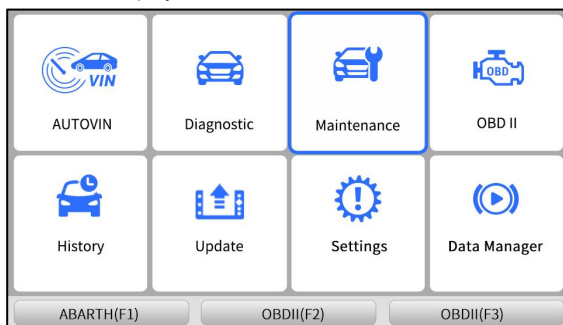 VIN
OBD
AUTOVIN
Diagnostic
Maintenance
OBD II
History
Update
Settings
Data Manager
ABARTH(F1)
OBDII(F2)
OBDII(F3)